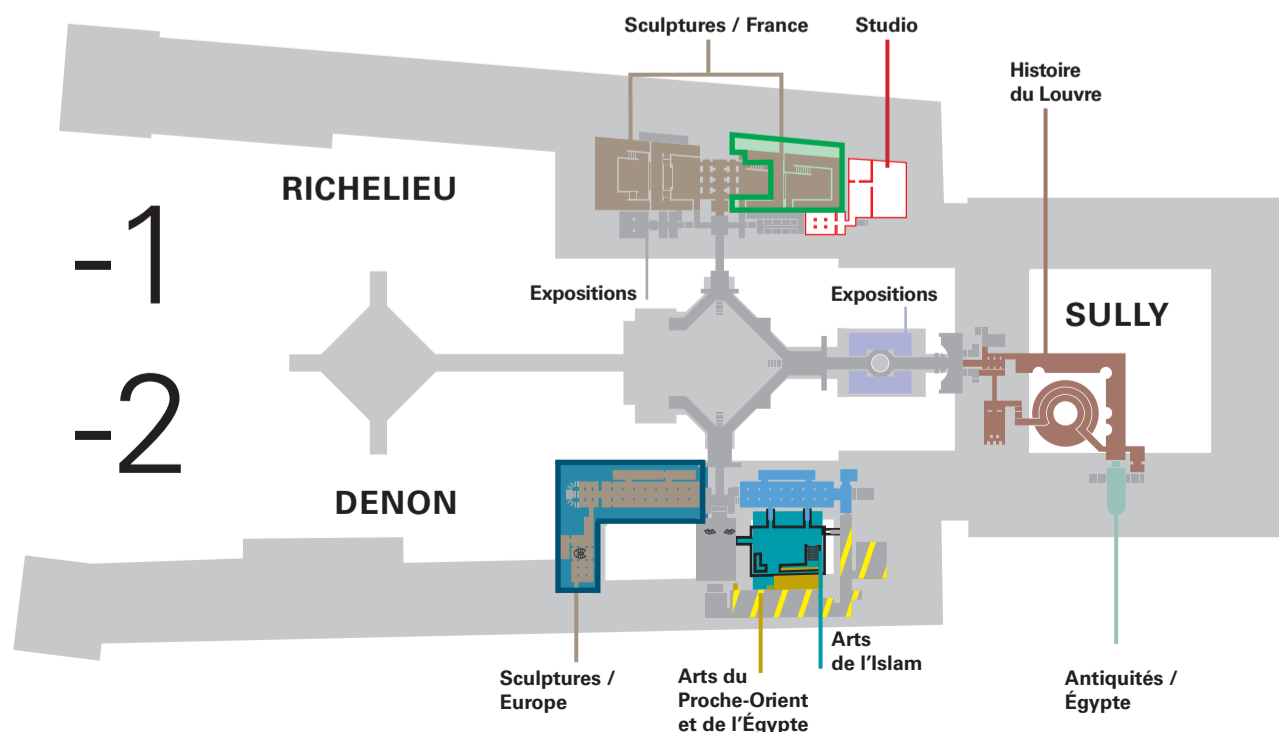 Sculptures / France
Studio
Histoire
du Louvre
RICHELIEU
-1
Expositions
Expositions
SULLY
-2
DENON
Sculptures /
Europe
Arts du
Proche-Orient
et de l’Égypte
Arts
de l’Islam
Antiquités /
Égypte